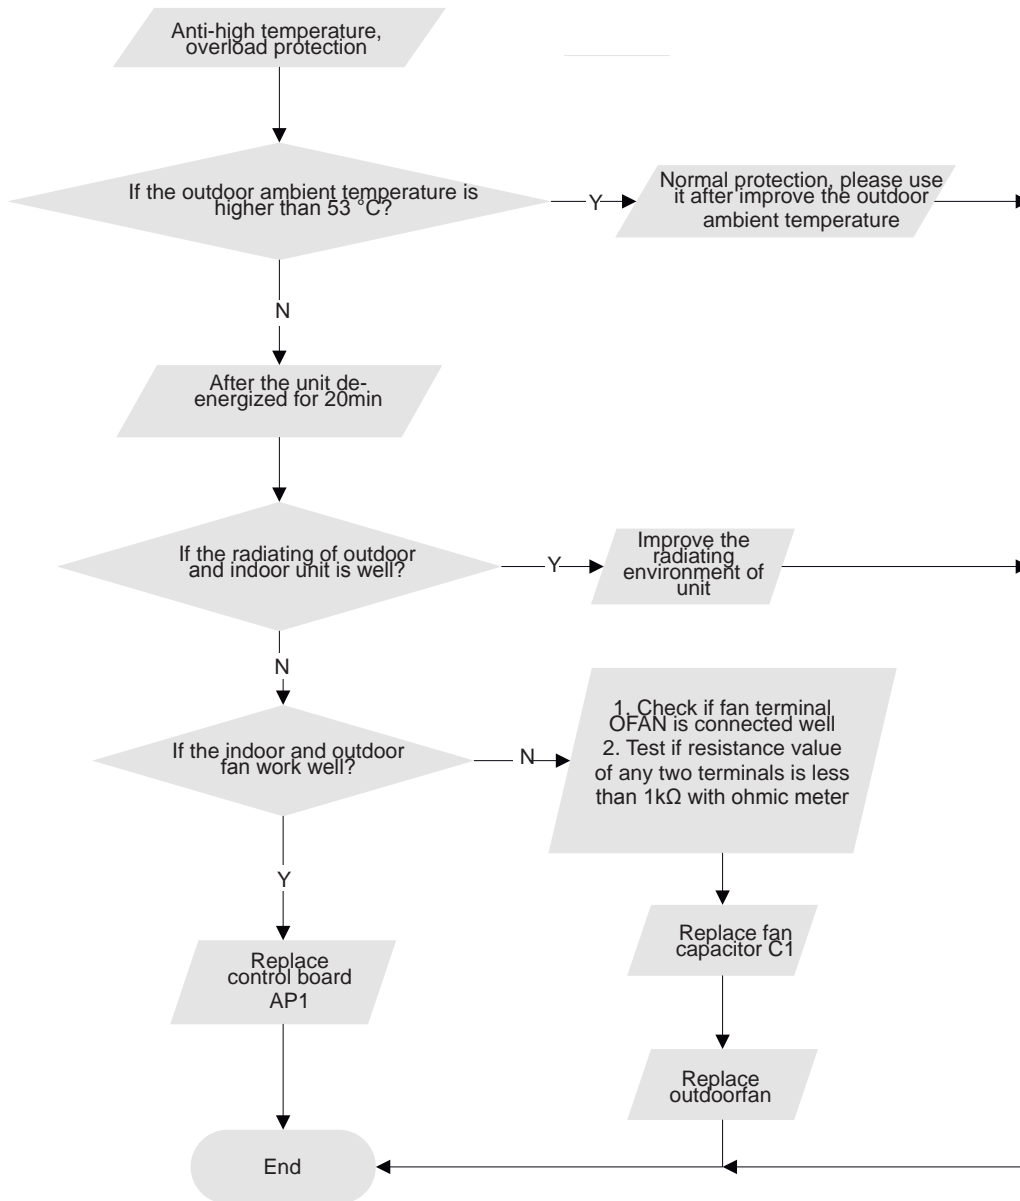 Anti-high temperature,
overload protection
If the outdoor ambient temperature is
higher than 53 °C?
Y
Normal protection, please use
it after improve the outdoor
ambient temperature
N
After the unit de-
energized for 20min
If the radiating of outdoor
and indoor unit is well?
Y
Improve the
radiating
environment of
unit
N
If the indoor and outdoor
fan work well?
N
1. Check if fan terminal
OFAN is connected well
2. Test if resistance value
of any two terminals is less
than 1kΩ with ohmic meter
Y
Replace fan
capacitor C1
Replace
control board
AP1
Replace
outdoorfan
End